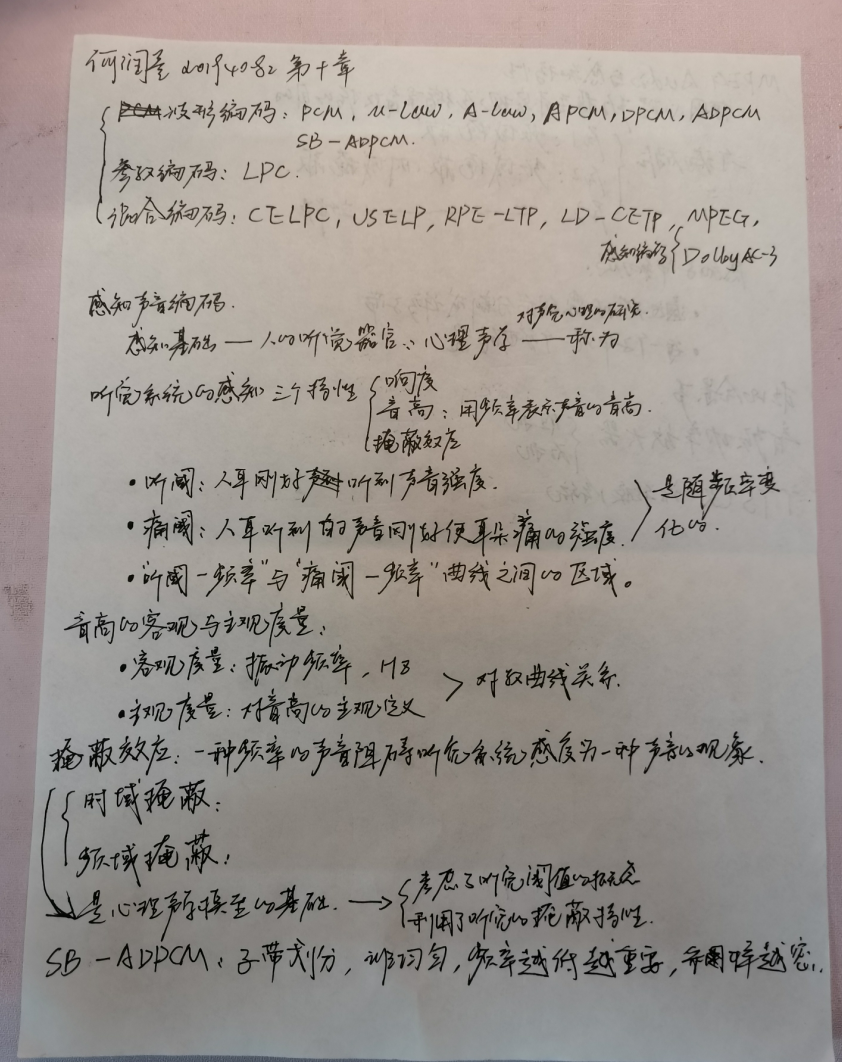 何润星 20194082 第十章
波形编码：PCM，u-law，A-law，APCM，DPCM，ADPCM
SB-ADPCM.
参数编码：LPC.
混合编码：CELPC，VSELP，RPE-LTP，LD-CETP，MPEG，
感知编码 Dolby AC-3
感知声音编码.
对声包心理的研究.
感知基础——人的听觉器官：心理声学——称为
听觉系统的感知三个特性 响度
音高：用频率表示声音的音高.
掩蔽效应
·听阈：人耳刚好听到声音强度.
·痛阈：人耳听到的声音刚好使耳朵痛的强度. 是随频率变
化的.
·"听阈-频率"与"痛阈-频率"曲线之间的区域。
音高的客观与主观度量：
·客观度量：振动频率，HZ 对数曲线关系.
·主观度量：对音高的主观定义
掩蔽效应：一种频率的声音阻碍听觉系统感度另一种声音的现象.
时域掩蔽：
频域掩蔽：
是心理声学模型的基础. → 考虑了听觉阈值的概念
利用了听觉的掩蔽特性.
SB-ADPCM：子带划分，非均匀，频率越低越重要，越密.